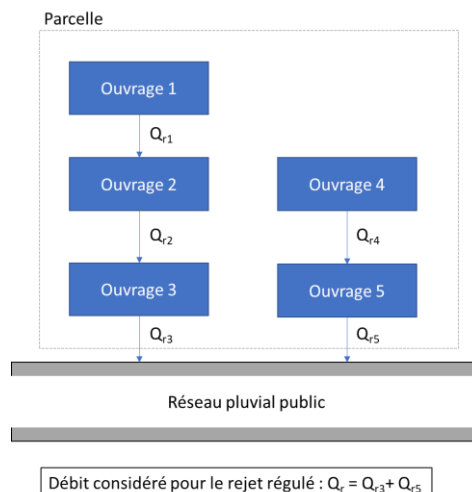 Parcelle
Ouvrage 1
Qr1
Ouvrage 2
Ouvrage 4
Qr2
Qr4
Ouvrage 3
Ouvrage 5
Qr3
Qr5
Réseau pluvial public
Débit considéré pour le rejet régulé : Qr = Qr3+ Qr5